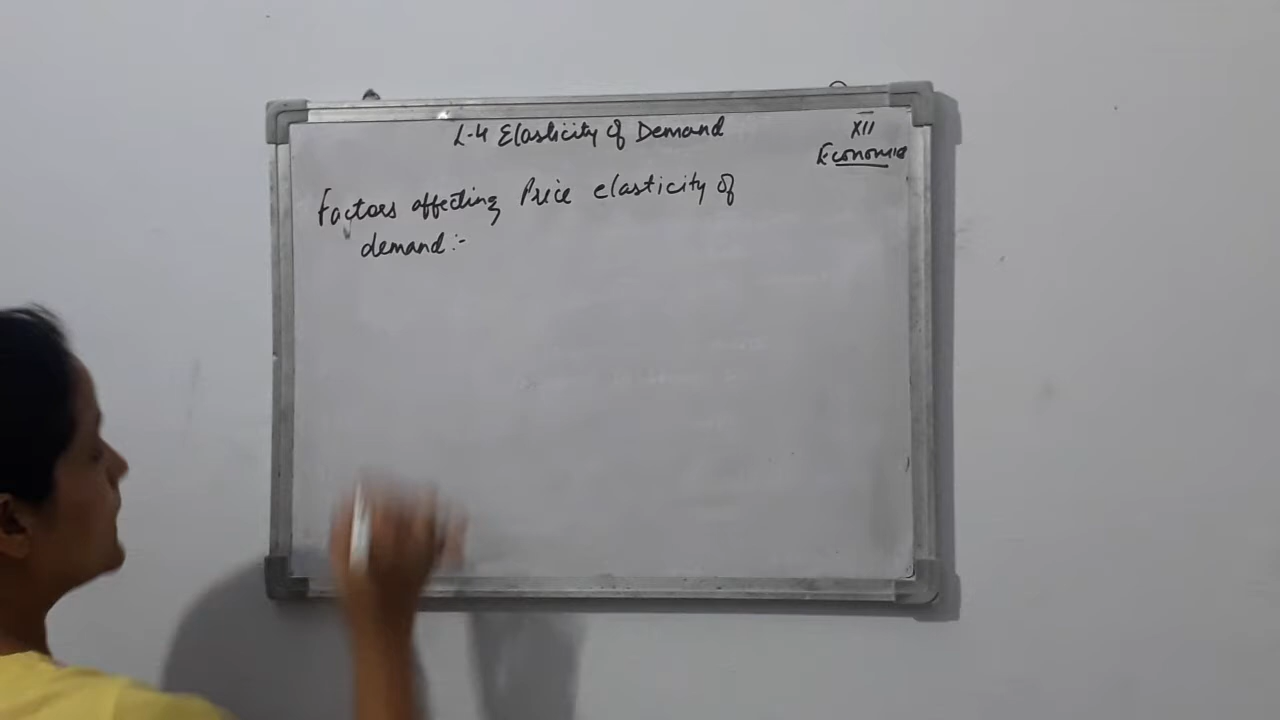 L-4 Elasticity of Demand
XII
Economics
Factors affecting Price elasticity of
demand :-